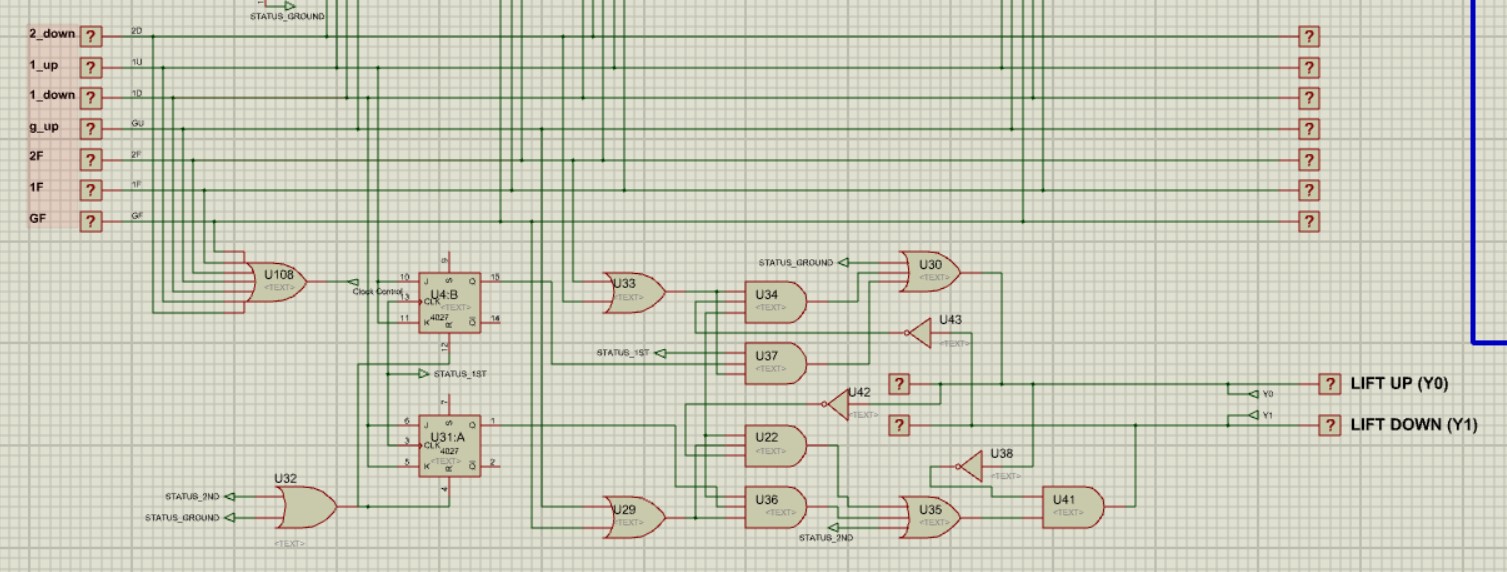 STATUS_GROUND
2_down ? 2D ?
1_up ? 1U ?
1_down ? 1D ?
g_up ? GU ?
2F ? 2F ?
1F ? 1F ?
GF ? GF ?
U108
<TEXT>
Clock Control
9
10 J S Q 15
13 CLK U4:B
<TEXT>
4027
11 K R Q 14
12
STATUS_1ST
7
6 J S Q 1
3 CLK U31:A
4027
<TEXT>
5 K R Q 2
4
U32
STATUS_2ND
STATUS_GROUND
<TEXT>
U33
<TEXT>
U34
<TEXT>
STATUS_GROUND
U30
<TEXT>
U43
<TEXT>
STATUS_1ST
U37
<TEXT>
? Y0 ? LIFT UP (Y0)
U42
<TEXT>
? Y1 ? LIFT DOWN (Y1)
U22
<TEXT>
U38
<TEXT>
U29
<TEXT>
U36
<TEXT>
STATUS_2ND
U35
<TEXT>
U41
<TEXT>